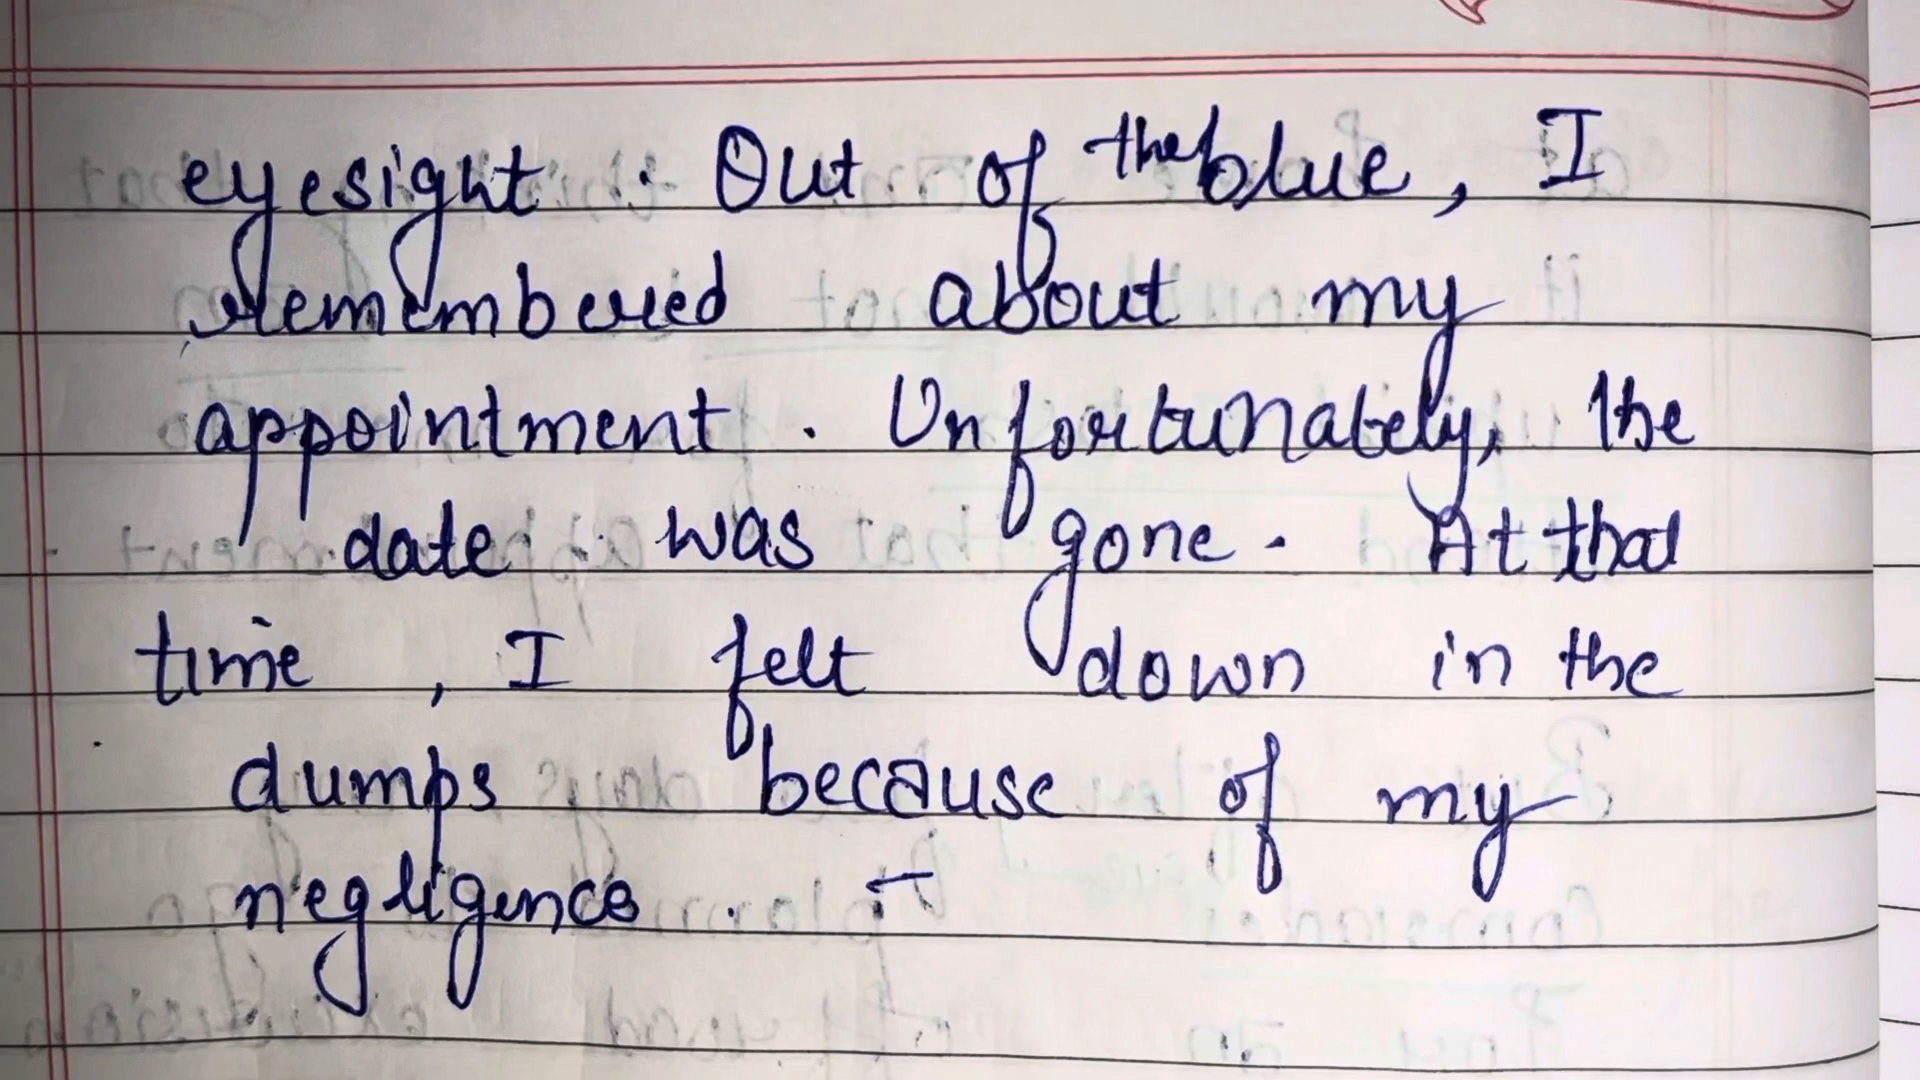 eyesight. Out of the blue, I
remembered about my
appointment. Unfortunately, the
date was gone. At that
time, I felt down in the
dumps because of my
negligence.